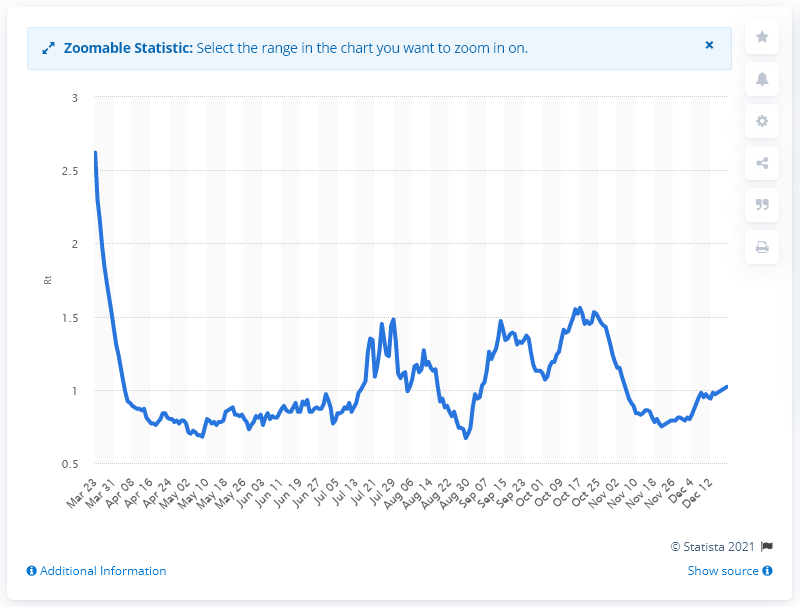 Zoomable Statistic: Select the range in the chart you want to zoom in on.
3
2.5
2
1.5
1
0.5
Rt
Mar 23
Mar 31
Apr 08
Apr 16
Apr 24
May 02
May 10
May 18
May 26
Jun 03
Jun 11
Jun 19
Jun 27
Jul 05
Jul 13
Jul 21
Jul 29
Aug 06
Aug 14
Aug 22
Aug 30
Sep 07
Sep 15
Sep 23
Oct 01
Oct 09
Oct 17
Oct 25
Nov 02
Nov 10
Nov 18
Nov 26
Dec 4
Dec 12
© Statista 2021
Additional Information
Show source